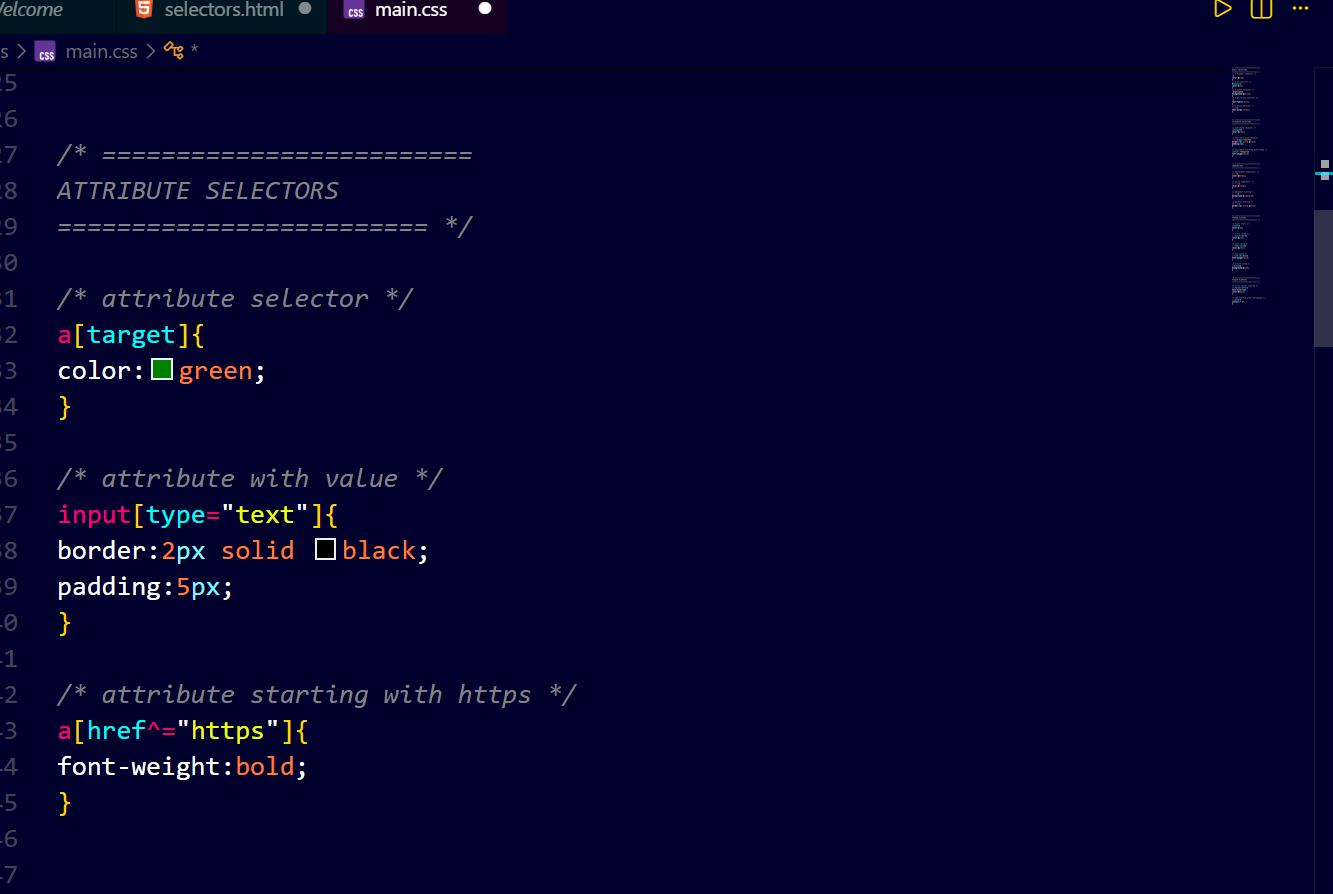 selectors.html
main.css
s > main.css > *
/* =========================
ATTRIBUTE SELECTORS
========================= */
/* attribute selector */
a[target]{
color:green;
}
/* attribute with value */
input[type="text"]{
border:2px solid black;
padding:5px;
}
/* attribute starting with https */
a[href^="https"]{
font-weight:bold;
}